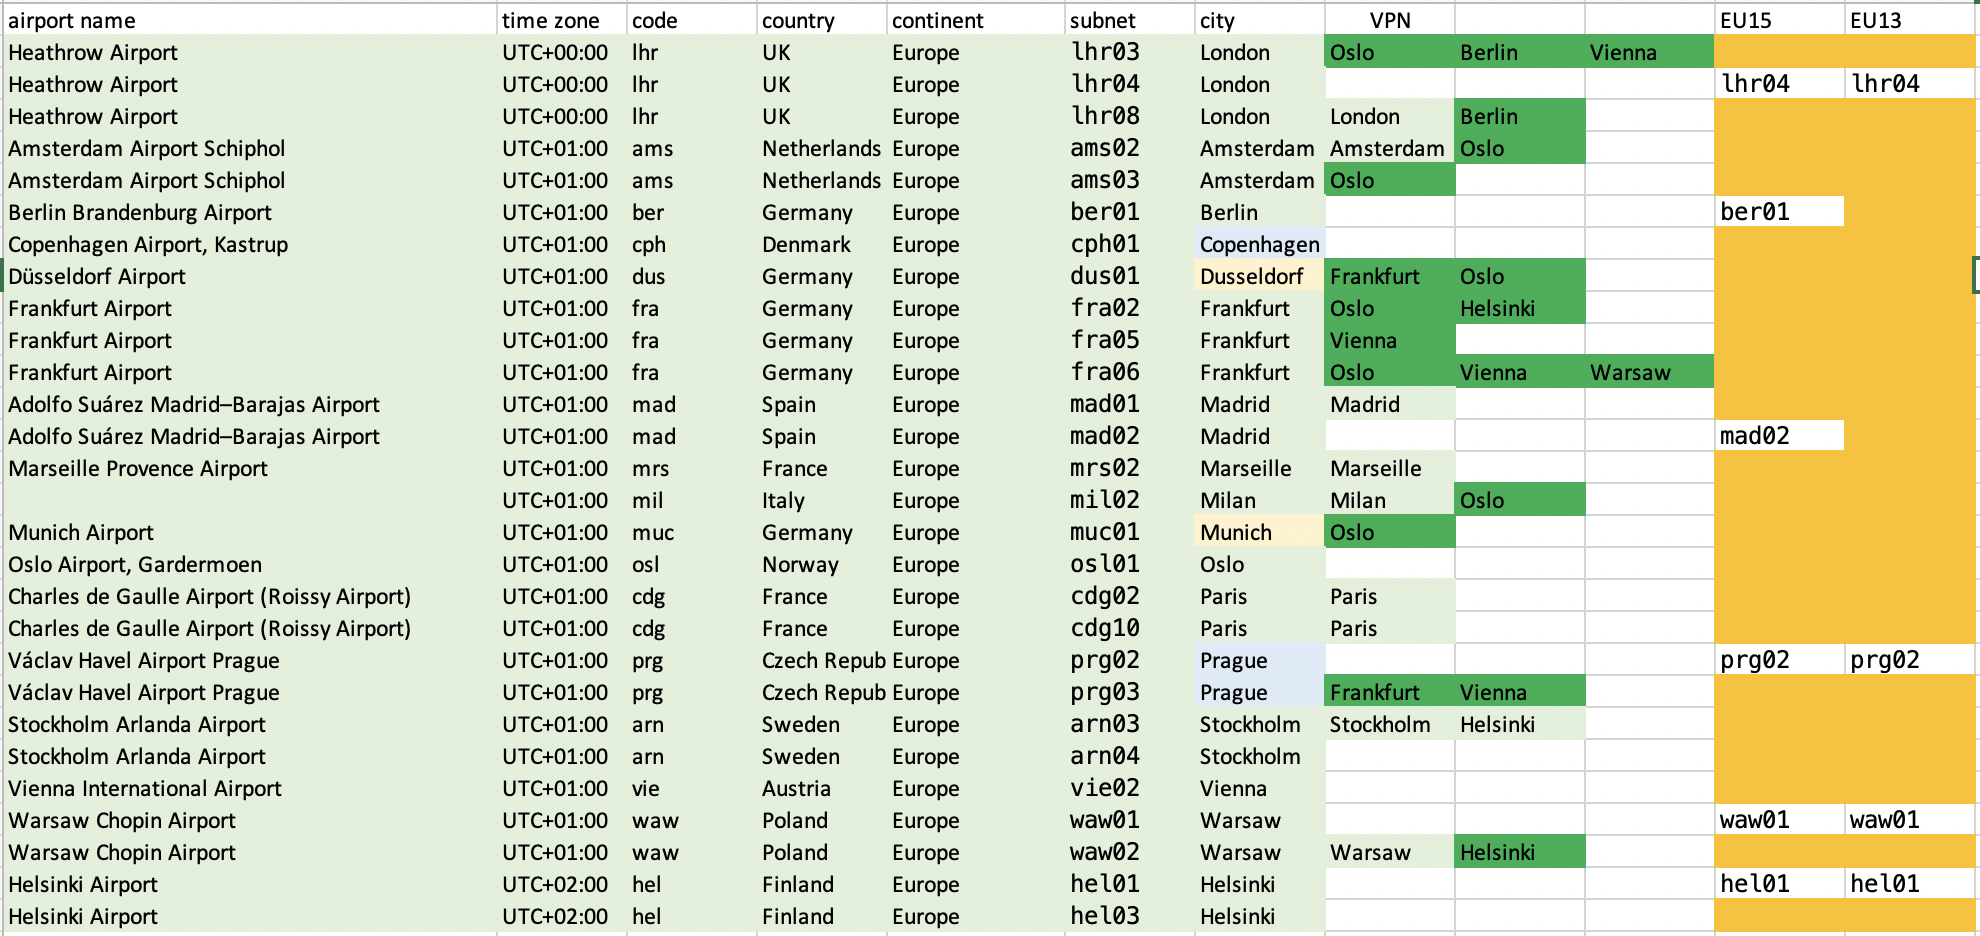 airport name time zone code country continent subnet city VPN EU15 EU13
Heathrow Airport UTC+00:00 lhr UK Europe lhr03 London Oslo Berlin Vienna
Heathrow Airport UTC+00:00 lhr UK Europe lhr04 London lhr04 lhr04
Heathrow Airport UTC+00:00 lhr UK Europe lhr08 London London Berlin
Amsterdam Airport Schiphol UTC+01:00 ams Netherlands Europe ams02 Amsterdam Amsterdam Oslo
Amsterdam Airport Schiphol UTC+01:00 ams Netherlands Europe ams03 Amsterdam Oslo
Berlin Brandenburg Airport UTC+01:00 ber Germany Europe ber01 Berlin ber01
Copenhagen Airport, Kastrup UTC+01:00 cph Denmark Europe cph01 Copenhagen
Düsseldorf Airport UTC+01:00 dus Germany Europe dus01 Dusseldorf Frankfurt Oslo
Frankfurt Airport UTC+01:00 fra Germany Europe fra02 Frankfurt Oslo Helsinki
Frankfurt Airport UTC+01:00 fra Germany Europe fra05 Frankfurt Vienna
Frankfurt Airport UTC+01:00 fra Germany Europe fra06 Frankfurt Oslo Vienna Warsaw
Adolfo Suárez Madrid–Barajas Airport UTC+01:00 mad Spain Europe mad01 Madrid Madrid
Adolfo Suárez Madrid–Barajas Airport UTC+01:00 mad Spain Europe mad02 Madrid mad02
Marseille Provence Airport UTC+01:00 mrs France Europe mrs02 Marseille Marseille
UTC+01:00 mil Italy Europe mil02 Milan Milan Oslo
Munich Airport UTC+01:00 muc Germany Europe muc01 Munich Oslo
Oslo Airport, Gardermoen UTC+01:00 osl Norway Europe osl01 Oslo
Charles de Gaulle Airport (Roissy Airport) UTC+01:00 cdg France Europe cdg02 Paris Paris
Charles de Gaulle Airport (Roissy Airport) UTC+01:00 cdg France Europe cdg10 Paris Paris
Václav Havel Airport Prague UTC+01:00 prg Czech Repub Europe prg02 Prague prg02 prg02
Václav Havel Airport Prague UTC+01:00 prg Czech Repub Europe prg03 Prague Frankfurt Vienna
Stockholm Arlanda Airport UTC+01:00 arn Sweden Europe arn03 Stockholm Stockholm Helsinki
Stockholm Arlanda Airport UTC+01:00 arn Sweden Europe arn04 Stockholm
Vienna International Airport UTC+01:00 vie Austria Europe vie02 Vienna
Warsaw Chopin Airport UTC+01:00 waw Poland Europe waw01 Warsaw waw01 waw01
Warsaw Chopin Airport UTC+01:00 waw Poland Europe waw02 Warsaw Warsaw Helsinki
Helsinki Airport UTC+02:00 hel Finland Europe hel01 Helsinki hel01 hel01
Helsinki Airport UTC+02:00 hel Finland Europe hel03 Helsinki